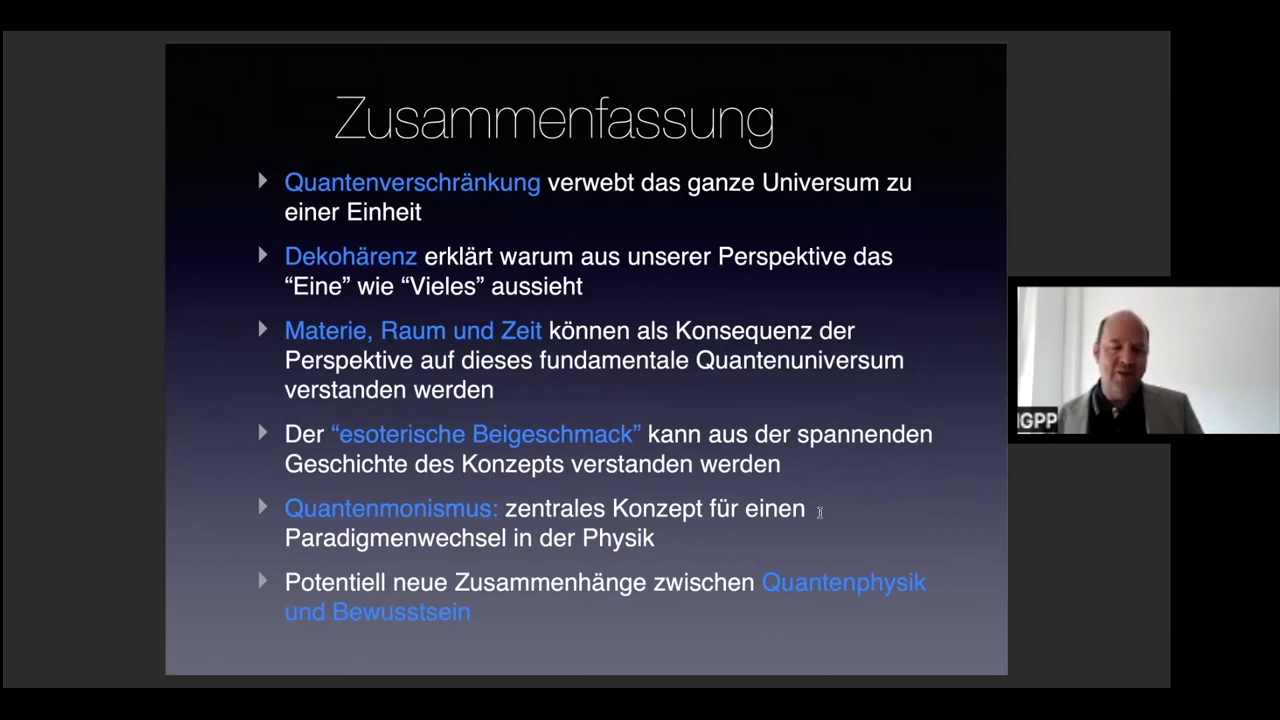 Zusammenfassung
Quantenverschränkung verwebt das ganze Universum zu
einer Einheit
Dekohärenz erklärt warum aus unserer Perspektive das
“Eine” wie “Vieles” aussieht
Materie, Raum und Zeit können als Konsequenz der
Perspektive auf dieses fundamentale Quantenuniversum
verstanden werden
Der “esoterische Beigeschmack” kann aus der spannenden
Geschichte des Konzepts verstanden werden
Quantenmonismus: zentrales Konzept für einen
Paradigmenwechsel in der Physik
Potentiell neue Zusammenhänge zwischen Quantenphysik
und Bewusstsein
IGPP